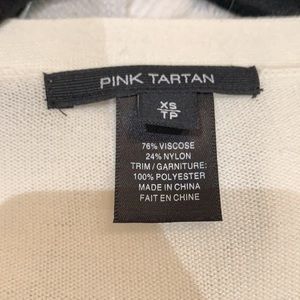 PINK TARTAN
XS
TP
76% VISCOSE
24% NYLON
TRIM / GARNITURE:
100% POLYESTER
MADE IN CHINA
FAIT EN CHINE